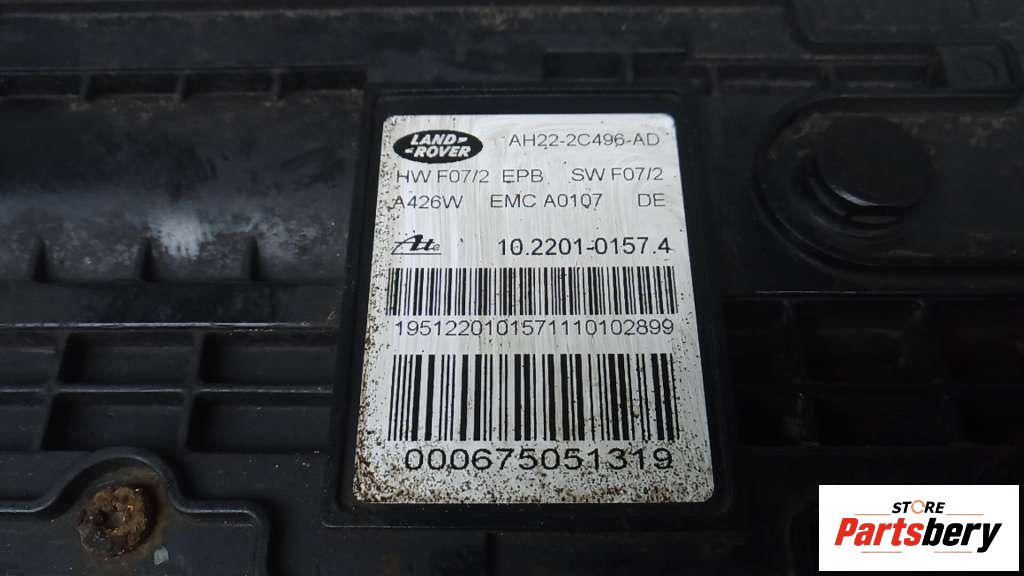 LAND-
-ROVER
AH22-2C496-AD
HW F07/2 EPB SW F07/2
A426W EMC A0107 DE
Ate 10.2201-0157.4
1951220101571110102899
000675051319
STORE
Partsbery